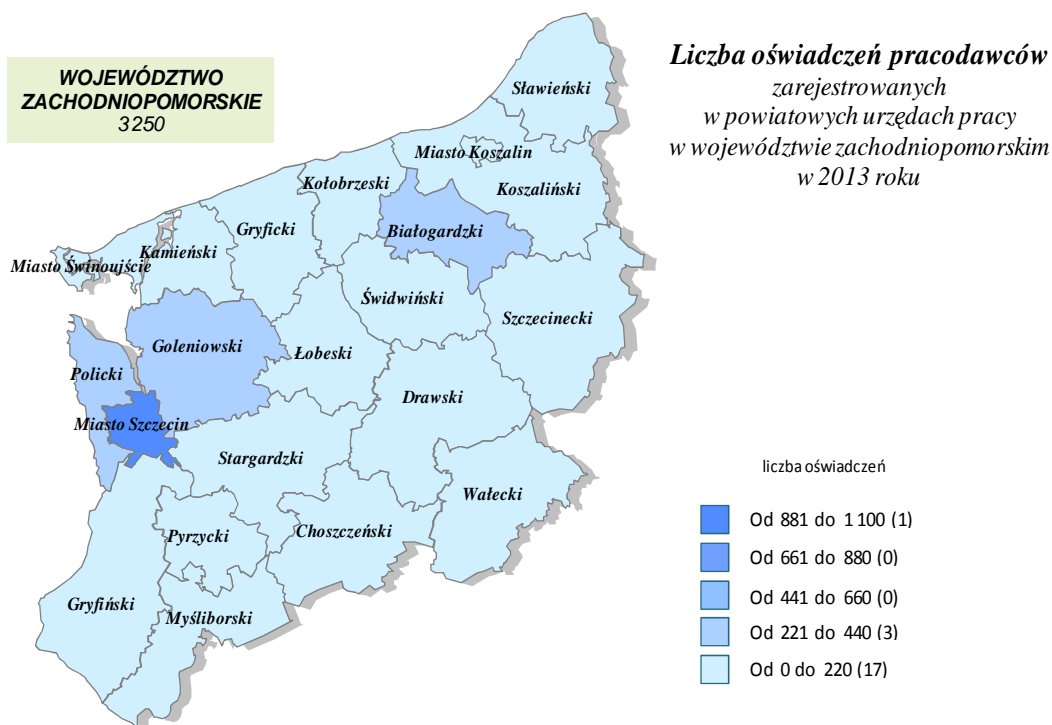 WOJEWÓDZTWO
ZACHODNIOPOMORSKIE
3250
Liczba oświadczeń pracodawców
zarejestrowanych
w powiatowych urzędach pracy
w województwie zachodniopomorskim
w 2013 roku
Sławieński
Miasto Koszalin
Koszaliński
Kołobrzeski
Białogardzki
Gryficki
Kamieński
Miasto Świnoujście
Świdwiński
Szczecinecki
Goleniowski
Łobeski
Policki
Drawski
Miasto Szczecin
Stargardzki
Wałecki
Pyrzycki
Choszczeński
Gryfiński
Myśliborski
liczba oświadczeń
Od 881 do 1100 (1)
Od 661 do 880 (0)
Od 441 do 660 (0)
Od 221 do 440 (3)
Od 0 do 220 (17)